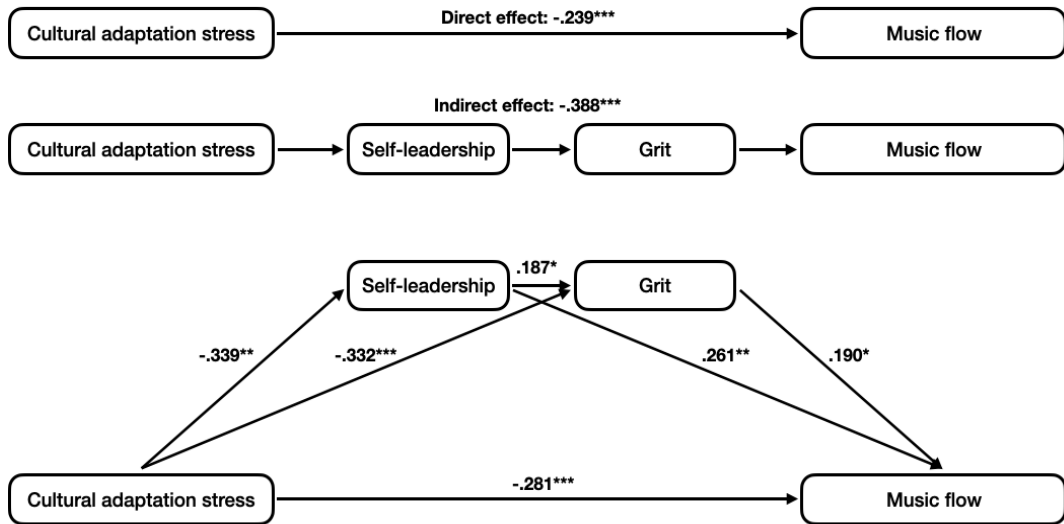 Direct effect: -.239***
Cultural adaptation stress
Music flow
Indirect effect: -.388***
Cultural adaptation stress
Self-leadership
Grit
Music flow
.187*
Self-leadership
Grit
-.339**
-.332***
.261**
.190*
-.281***
Cultural adaptation stress
Music flow